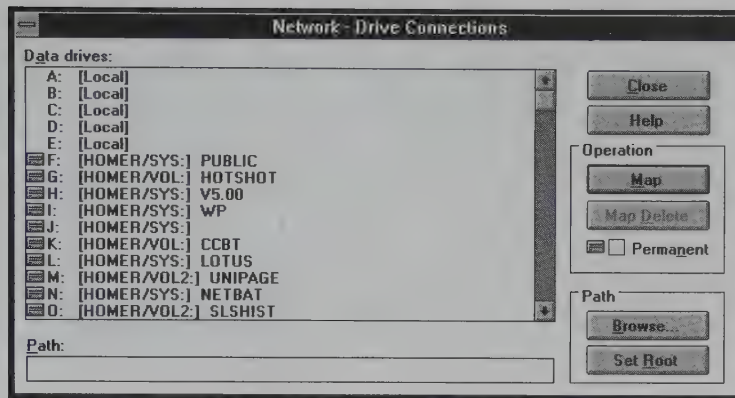 Network - Drive Connections
Data drives:
A: [Local]
B: [Local]
C: [Local]
D: [Local]
E: [Local]
F: [HOMER/SYS:] PUBLIC
G: [HOMER/VOL:] HOTSHOT
H: [HOMER/SYS:] V5.00
I: [HOMER/SYS:] WP
J: [HOMER/SYS:]
K: [HOMER/VOL:] CCBT
L: [HOMER/SYS:] LOTUS
M: [HOMER/VOL2:] UNIPAGE
N: [HOMER/SYS:] NETBAT
O: [HOMER/VOL2:] SLSHIST
Path:
Close
Help
Operation
Map
Map Delete
Permanent
Path
Browse...
Set Root